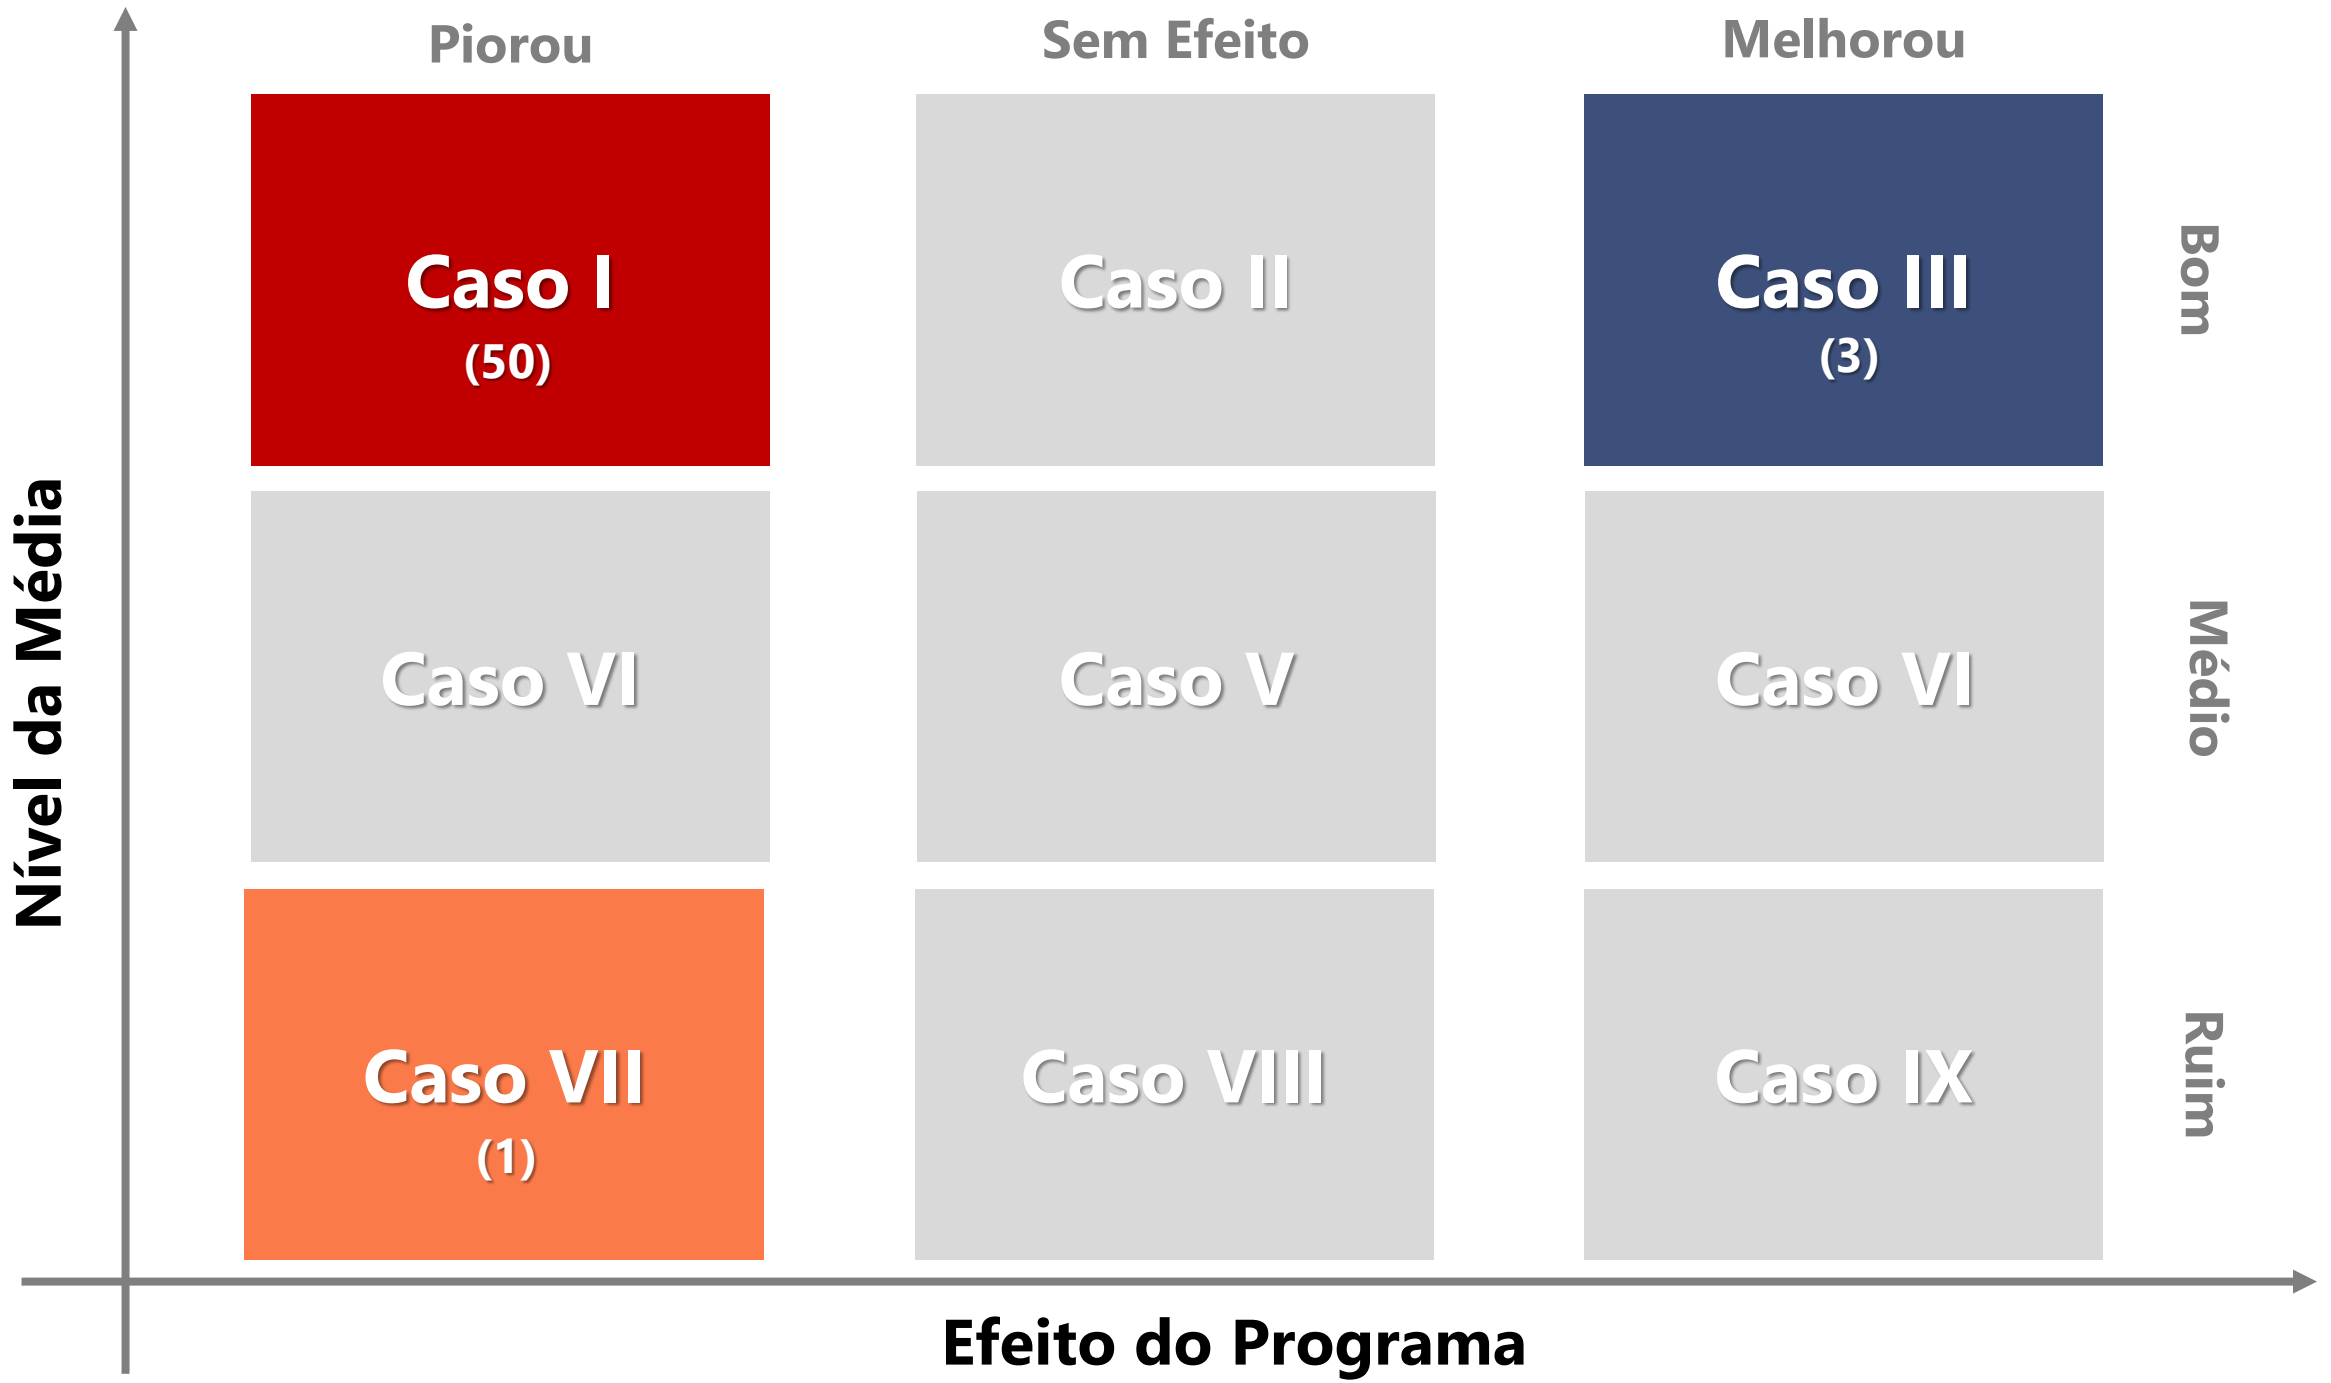 Piorou
Sem Efeito
Melhorou
Caso I
(50)
Caso II
Caso III
(3)
Bom
Nível da Média
Caso VI
Caso V
Caso VI
Médio
Caso VII
(1)
Caso VIII
Caso IX
Ruim
Efeito do Programa